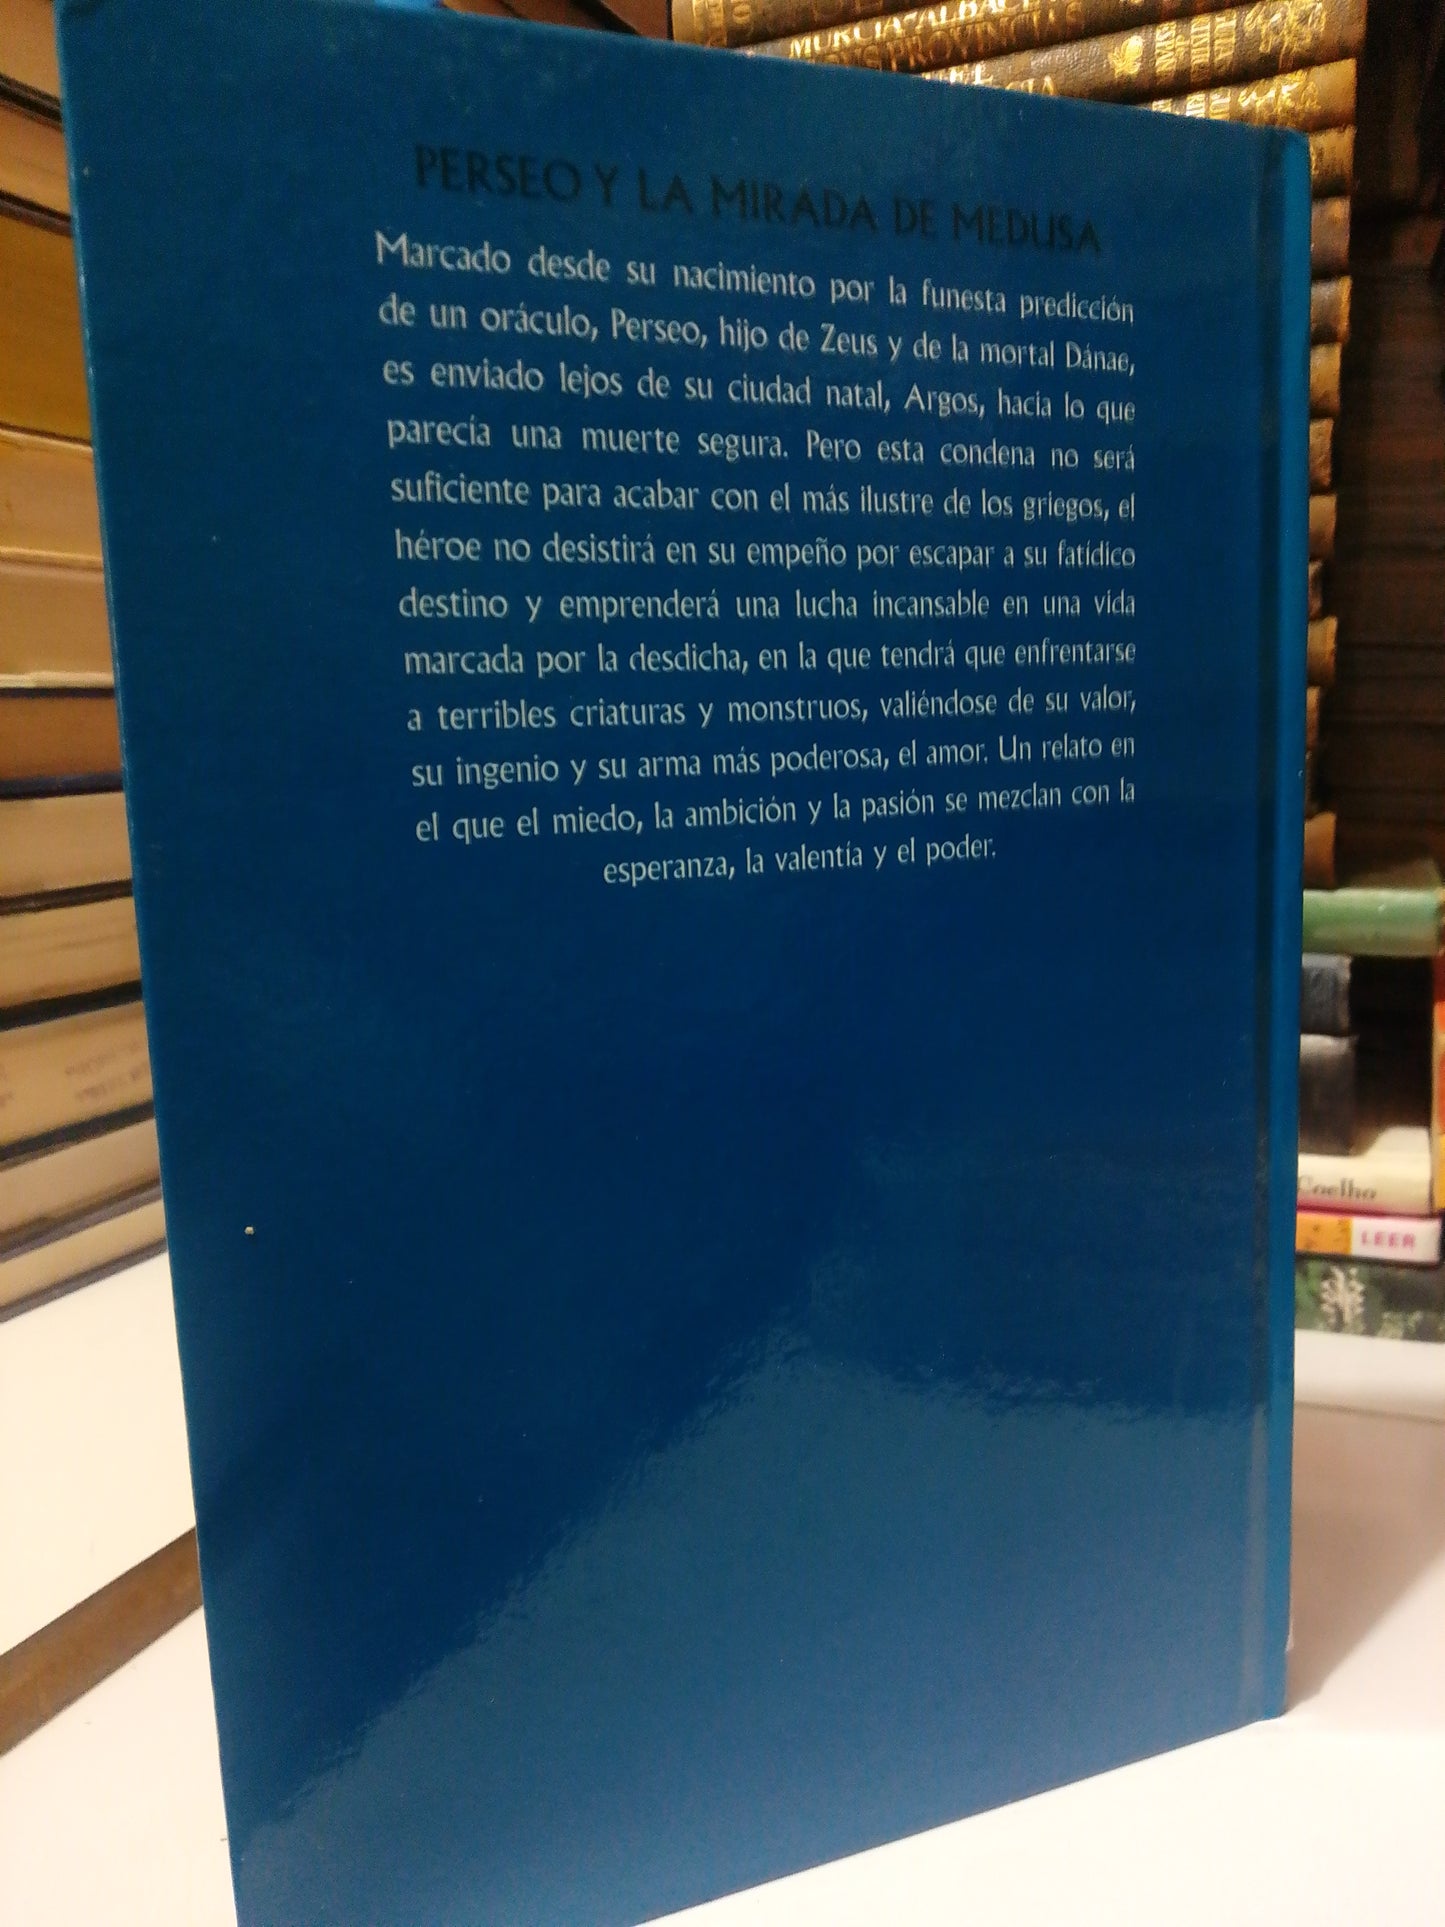 MURCIA-ALBACE
PROVINCIAS
PERSEO Y LA MIRADA DE MEDUSA
Marcado desde su nacimiento por la funesta predicción
de un oráculo, Perseo, hijo de Zeus y de la mortal Dánae,
es enviado lejos de su ciudad natal, Argos, hacia lo que
parecía una muerte segura. Pero esta condena no será
suficiente para acabar con el más ilustre de los griegos, el
héroe no desistirá en su empeño por escapar a su fatídico
destino y emprenderá una lucha incansable en una vida
marcada por la desdicha, en la que tendrá que enfrentarse
a terribles criaturas y monstruos, valiéndose de su valor,
su ingenio y su arma más poderosa, el amor. Un relato en
el que el miedo, la ambición y la pasión se mezclan con la
esperanza, la valentía y el poder.
Coelho
LEER